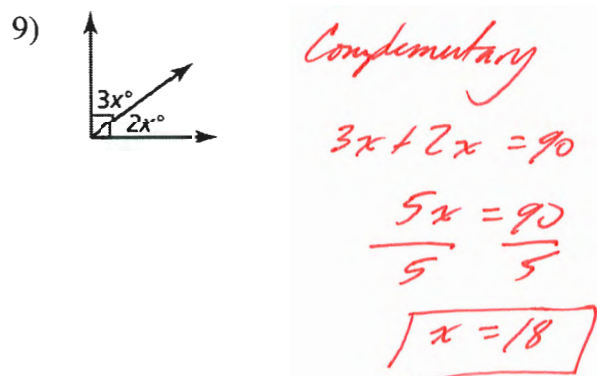 9)
3x°
2x°
Complementary
3x + 2x = 90
5x = 90
5 5
x = 18